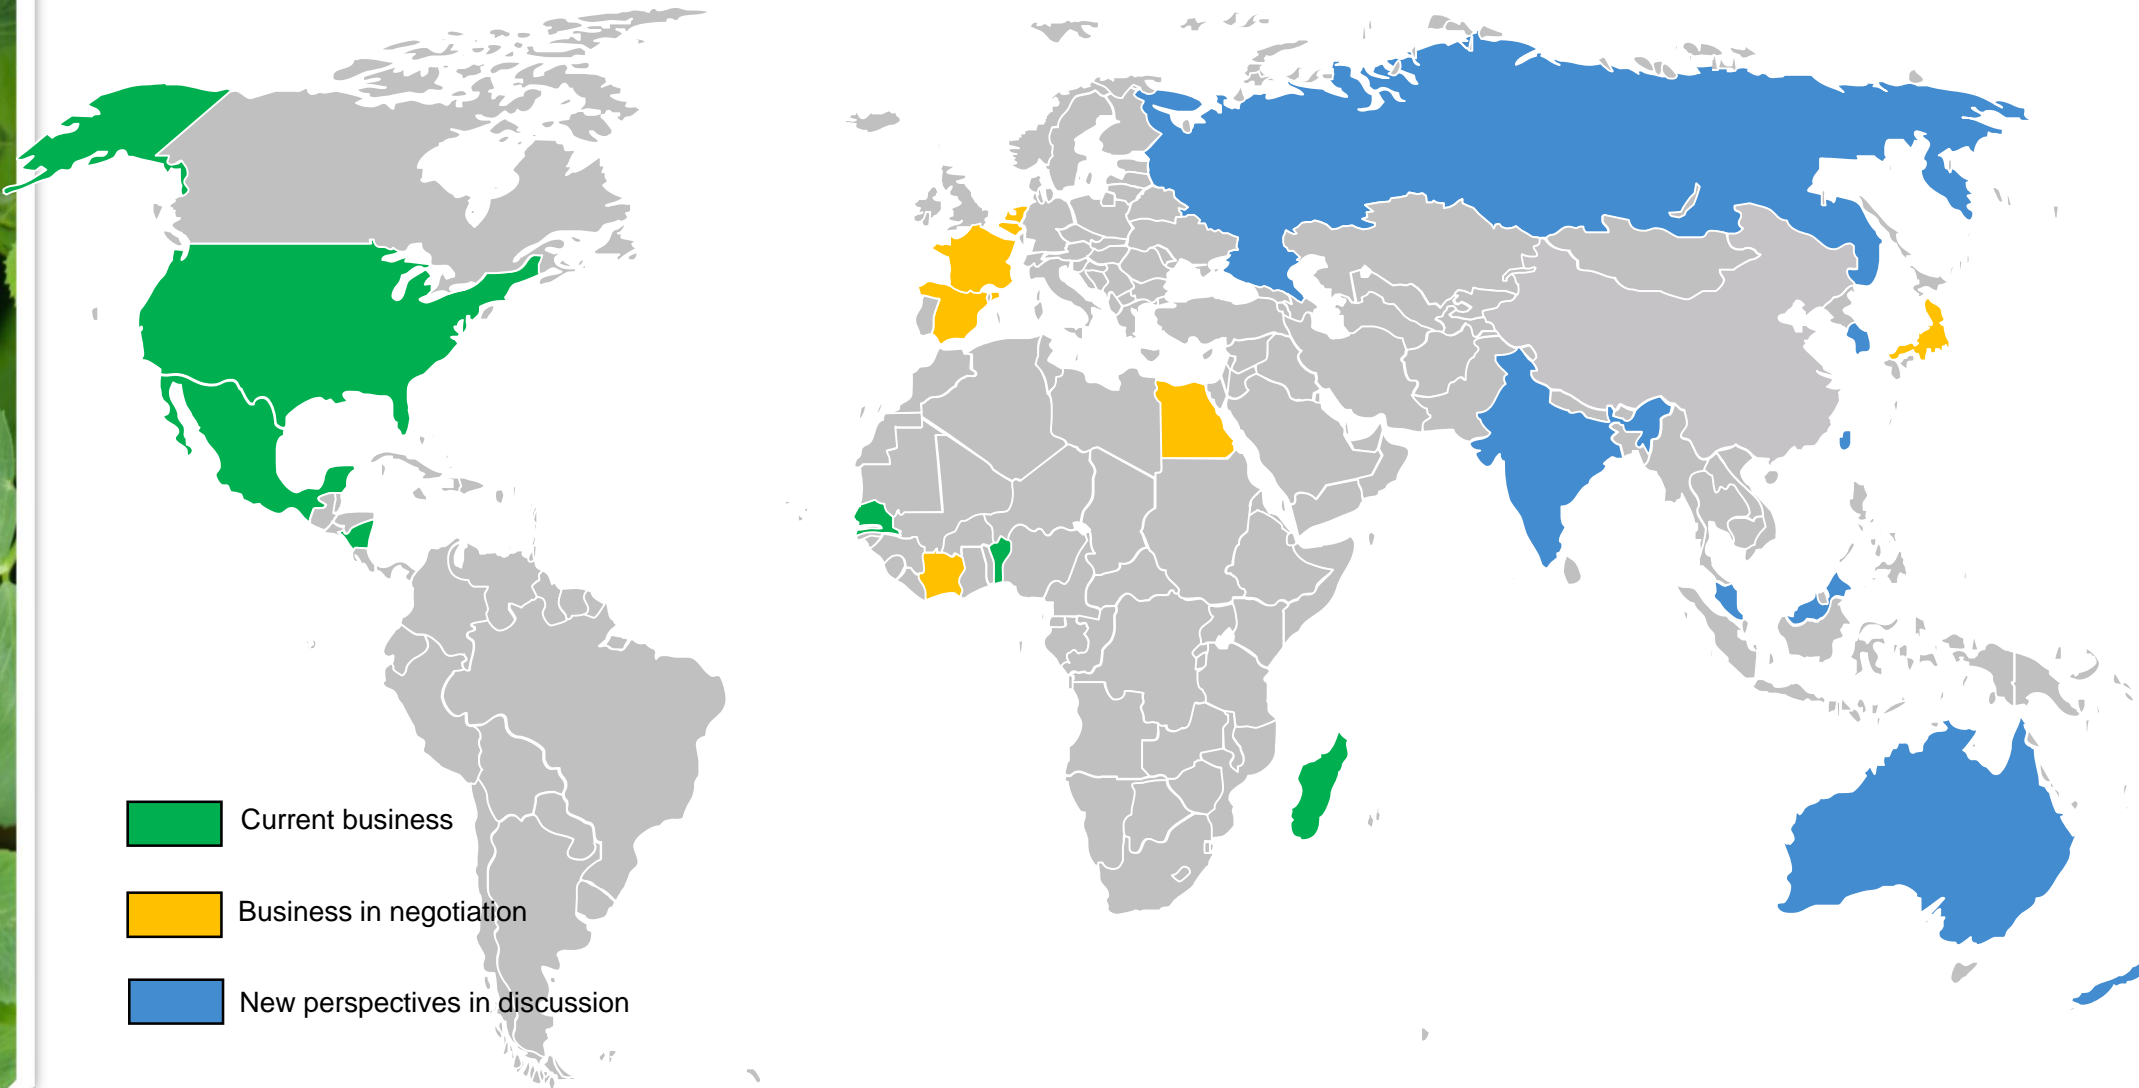 Current business
Business in negotiation
New perspectives in discussion